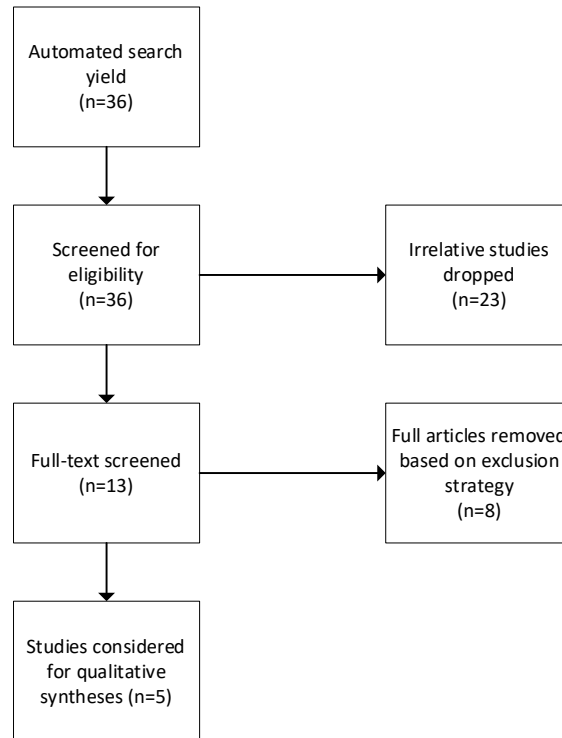 Automated search
yield
(n=36)
Screened for
eligibility
(n=36)
Irrelative studies
dropped
(n=23)
Full-text screened
(n=13)
Full articles removed
based on exclusion
strategy
(n=8)
Studies considered
for qualitative
syntheses (n=5)